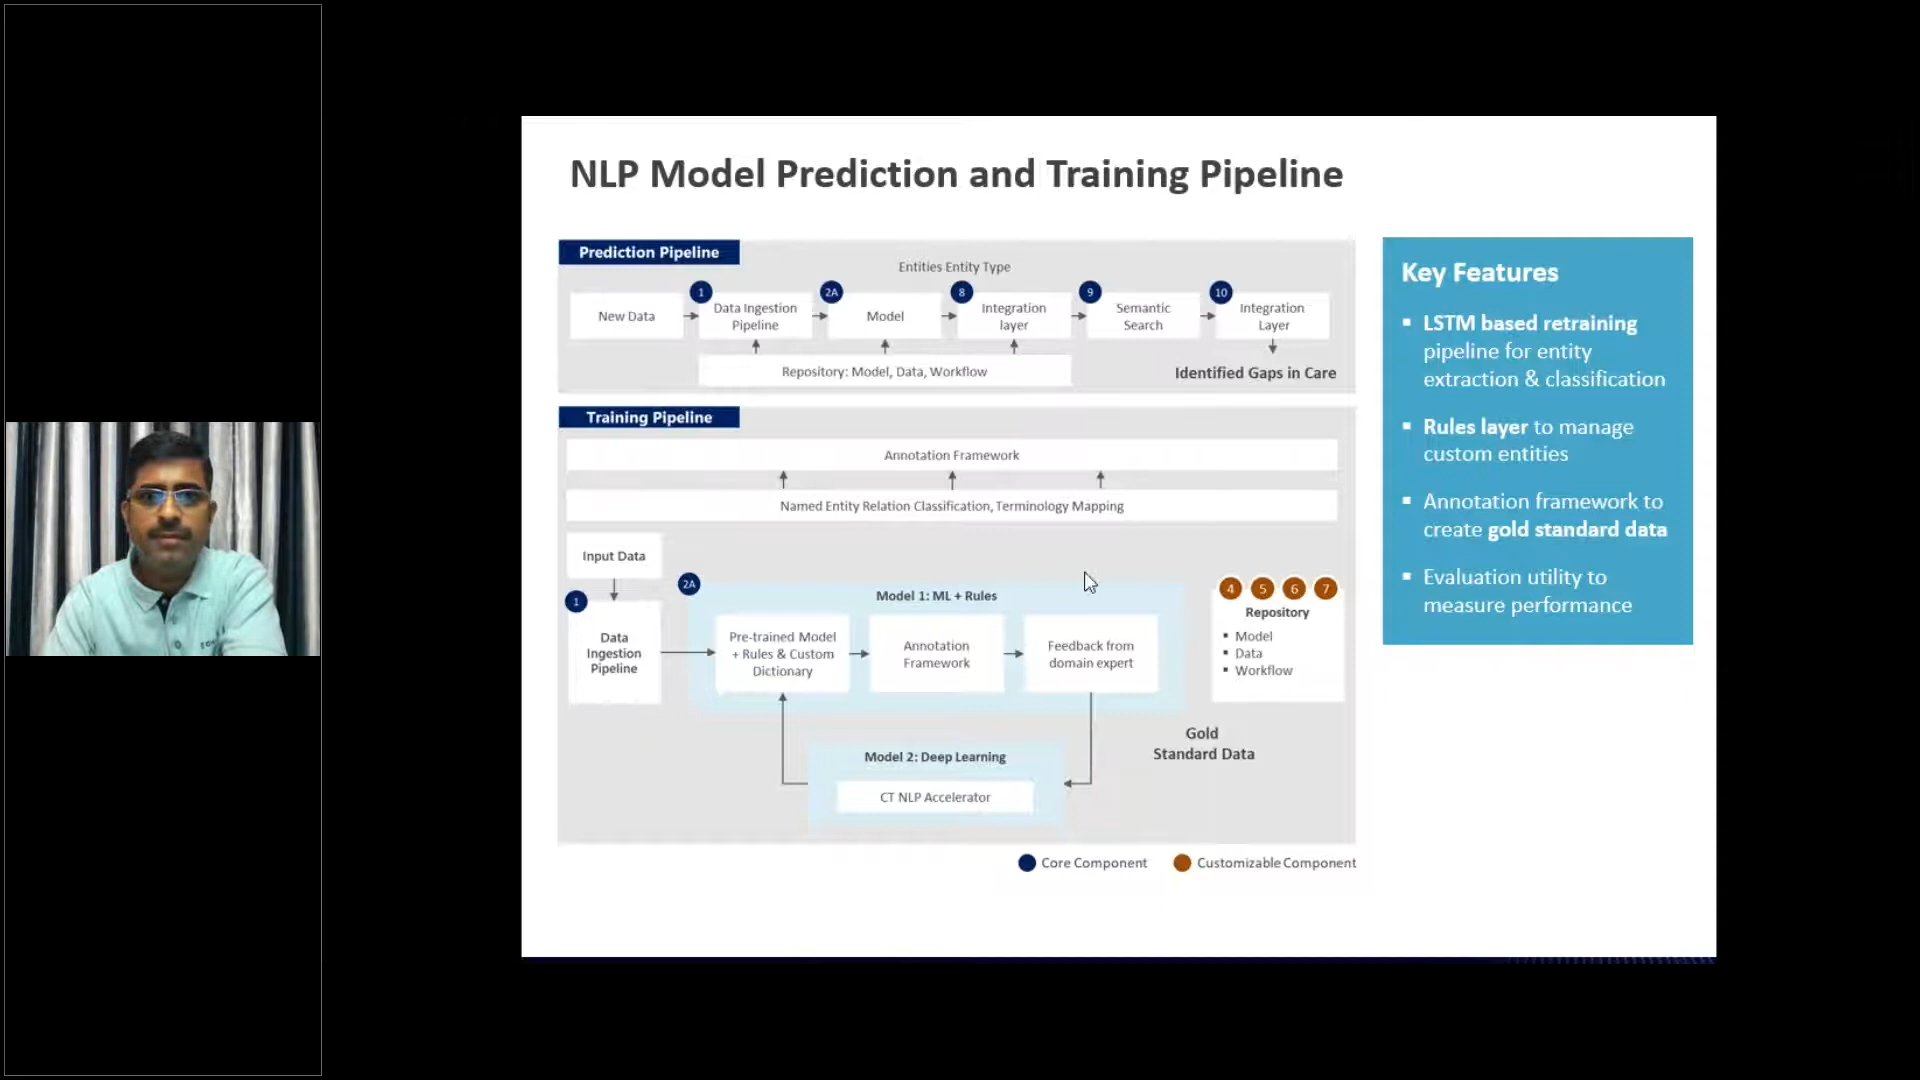 NLP Model Prediction and Training Pipeline
Prediction Pipeline
Entities Entity Type
New Data
1
Data Ingestion
Pipeline
2A
Model
8
Integration
layer
9
Semantic
Search
10
Integration
Layer
Repository: Model, Data, Workflow
Identified Gaps in Care
Training Pipeline
Annotation Framework
Named Entity Relation Classification, Terminology Mapping
Input Data
1
Data
Ingestion
Pipeline
2A
Model 1: ML + Rules
Pre-trained Model
+ Rules & Custom
Dictionary
Annotation
Framework
Feedback from
domain expert
4 5 6 7
Repository
▪ Model
▪ Data
▪ Workflow
Gold
Standard Data
Model 2: Deep Learning
CT NLP Accelerator
Core Component
Customizable Component
Key Features
▪ LSTM based retraining
pipeline for entity
extraction & classification
▪ Rules layer to manage
custom entities
▪ Annotation framework to
create gold standard data
▪ Evaluation utility to
measure performance